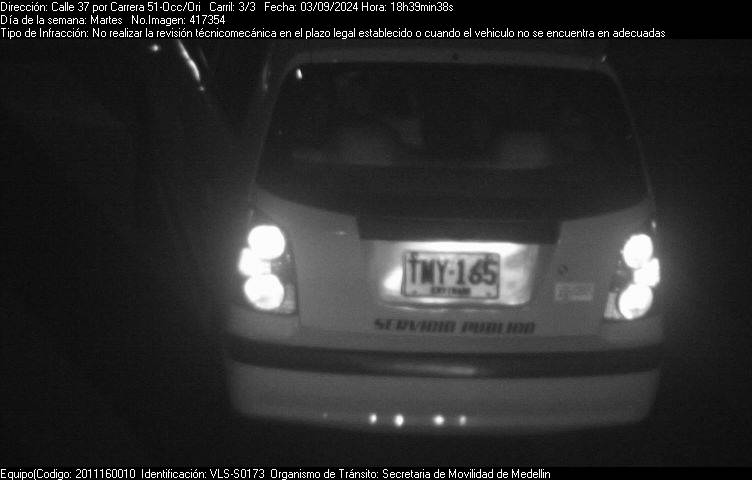 Dirección: Calle 37 por Carrera 51-Occ/Ori Carril: 3/3 Fecha: 03/09/2024 Hora: 18h39min38s
Día de la semana: Martes No.Imagen: 417354
Tipo de Infracción: No realizar la revisión técnicomecánica en el plazo legal establecido o cuando el vehiculo no se encuentra en adecuadas
TMY-165
SERVICIO PUBLICO
Equipo(Codigo: 2011160010 Identificación: VLS-S0173 Organismo de Tránsito: Secretaria de Movilidad de Medellin